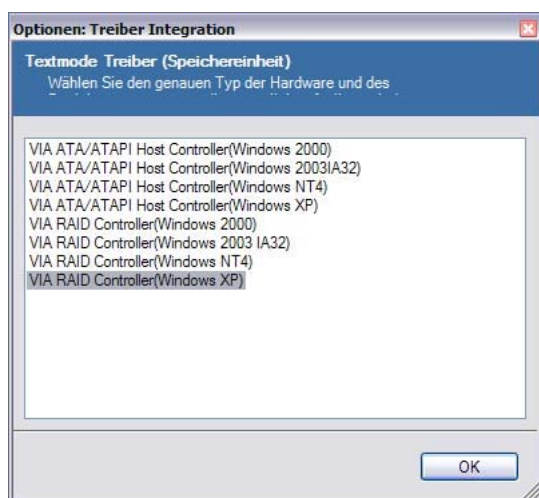 Optionen: Treiber Integration
Textmode Treiber (Speichereinheit)
Wählen Sie den genauen Typ der Hardware und des
VIA ATA/ATAPI Host Controller(Windows 2000)
VIA ATA/ATAPI Host Controller(Windows 2003IA32)
VIA ATA/ATAPI Host Controller(Windows NT4)
VIA ATA/ATAPI Host Controller(Windows XP)
VIA RAID Controller(Windows 2000)
VIA RAID Controller(Windows 2003 IA32)
VIA RAID Controller(Windows NT4)
VIA RAID Controller(Windows XP)
OK